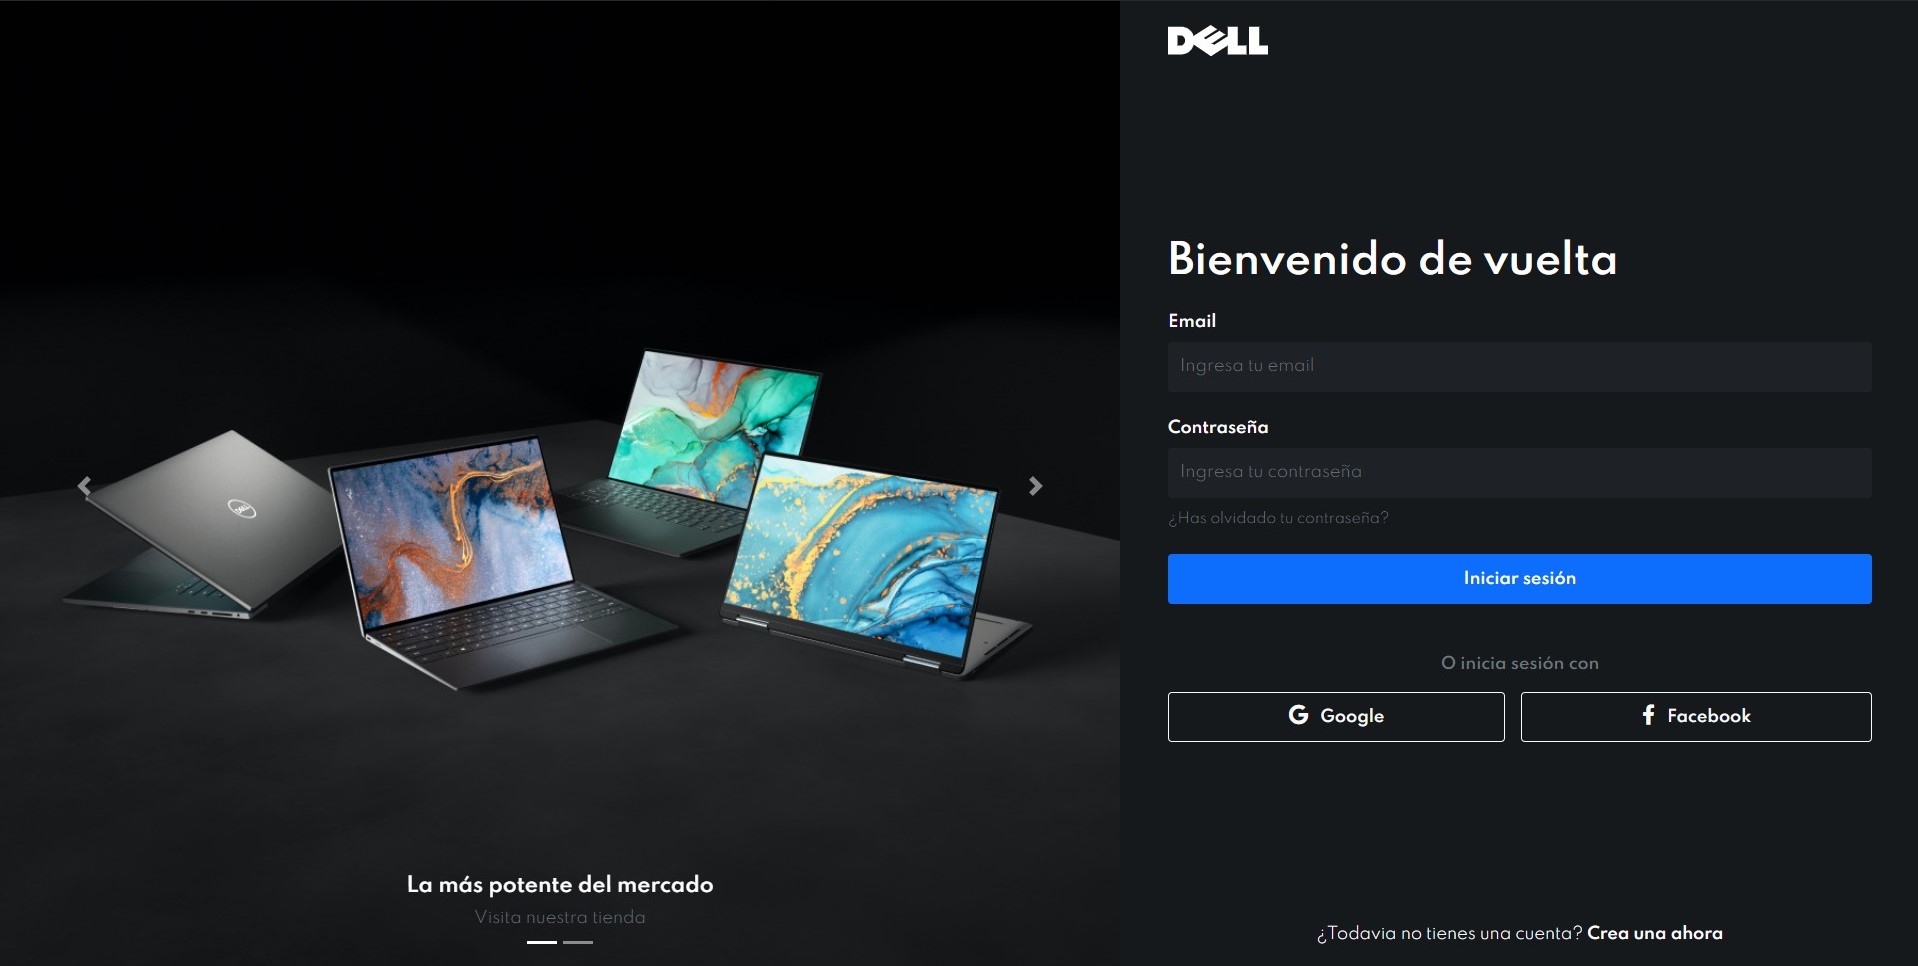 DELL
Bienvenido de vuelta
Email
Ingresa tu email
Contraseña
Ingresa tu contraseña
¿Has olvidado tu contraseña?
Iniciar sesión
O inicia sesión con
G Google
f Facebook
¿Todavia no tienes una cuenta? Crea una ahora
DELL
La más potente del mercado
Visita nuestra tienda